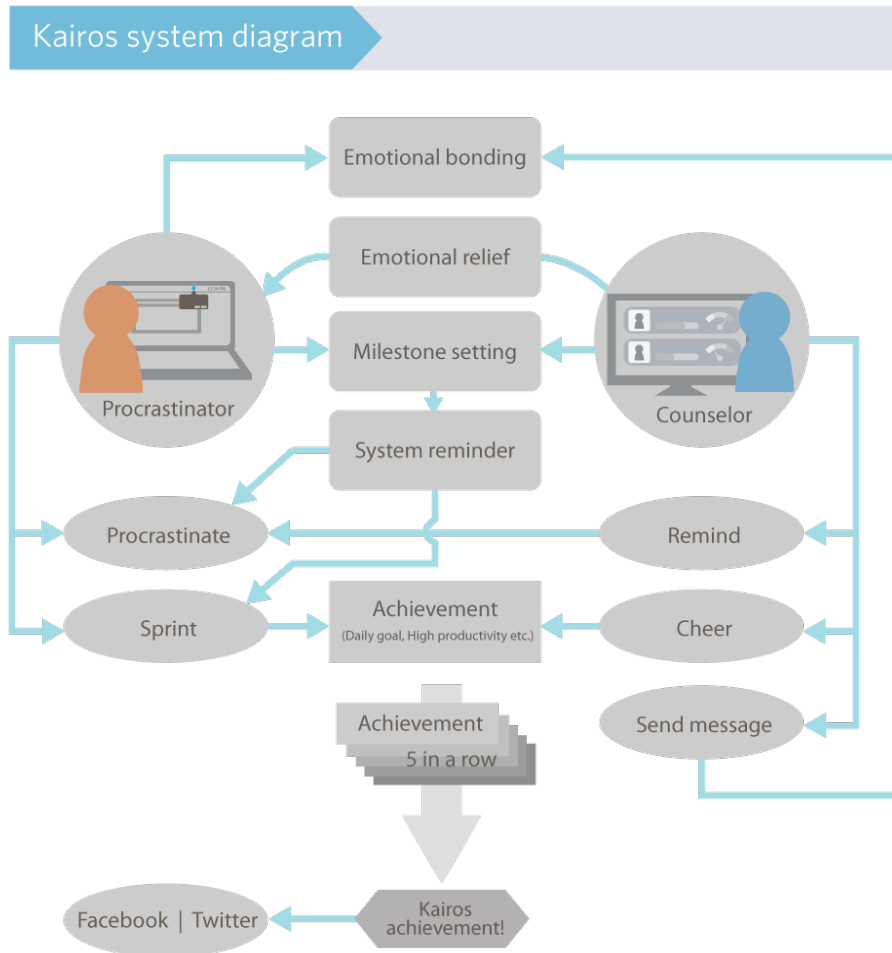 Kairos system diagram
Emotional bonding
Emotional relief
Milestone setting
Procrastinator
Counselor
System reminder
Procrastinate
Remind
Sprint
Achievement
(Daily goal, High productivity etc.)
Cheer
Achievement
5 in a row
Send message
Kairos
achievement!
Facebook | Twitter